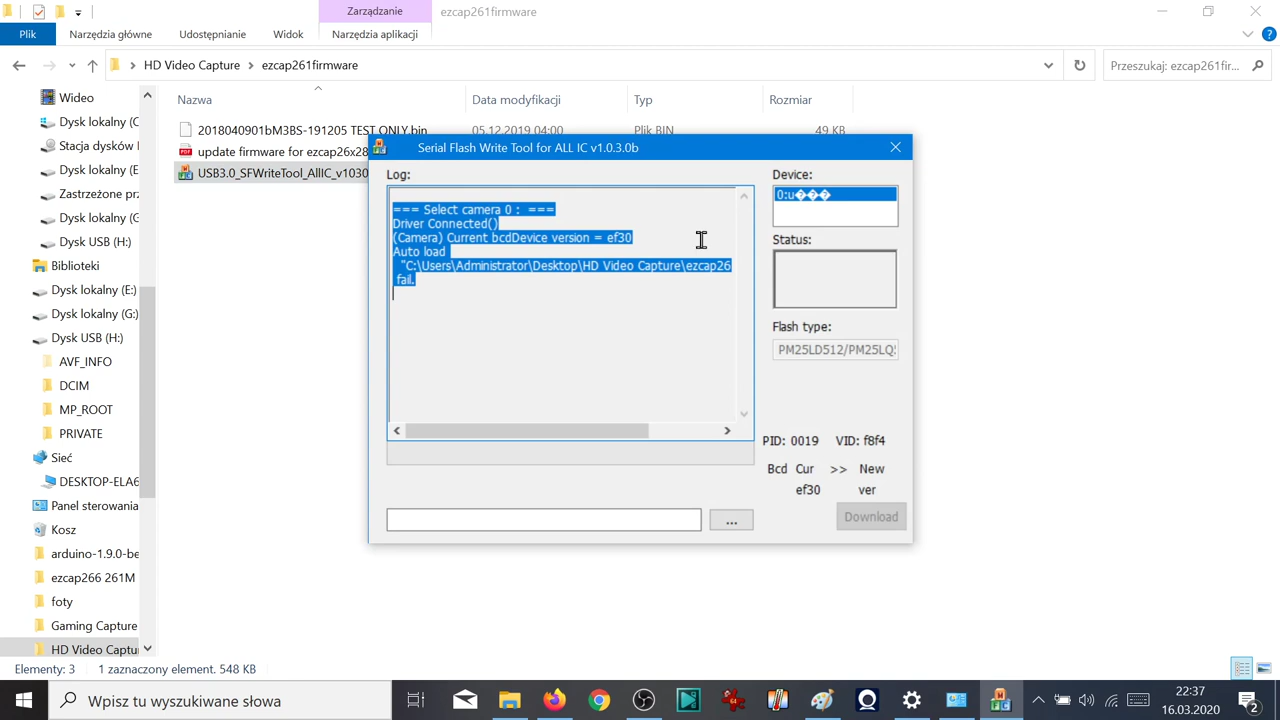 Zarządzanie
ezcap261firmware
Plik
Narzędzia główne
Udostępnianie
Widok
Narzędzia aplikacji
?
HD Video Capture > ezcap261firmware
Przeszukaj: ezcap261fir...
Nazwa
Data modyfikacji
Typ
Rozmiar
2018040901bM3BS-191205 TEST ONLY.bin
05.12.2019 04:00
Plik BIN
49 KB
update firmware for ezcap26x28
USB3.0_SFWriteTool_AllIC_v1030
Wideo
Dysk lokalny (C
Stacja dysków
Dysk lokalny (E:)
Zastrzeżone prz
Dysk lokalny (G:)
Dysk USB (H:)
Biblioteki
Dysk lokalny (E:)
Dysk lokalny (G:)
Dysk USB (H:)
AVF_INFO
DCIM
MP_ROOT
PRIVATE
Sieć
DESKTOP-ELA6
Panel sterowania
Kosz
arduino-1.9.0-be
ezcap266 261M
foty
Gaming Capture
HD Video Captu
Serial Flash Write Tool for ALL IC v1.0.3.0b
Log:
=== Select camera 0 : ===
Driver Connected()
(Camera) Current bcdDevice version = ef30
Auto load
"C:\Users\Administrator\Desktop\HD Video Capture\ezcap26
fail.
Device:
0:u���
Status:
Flash type:
PM25LD512/PM25LQ
PID: 0019 VID: f8f4
Bcd Cur >> New
ef30 ver
...
Download
Elementy: 3 1 zaznaczony element. 548 KB
Wpisz tu wyszukiwane słowa
64
22:37
16.03.2020
2